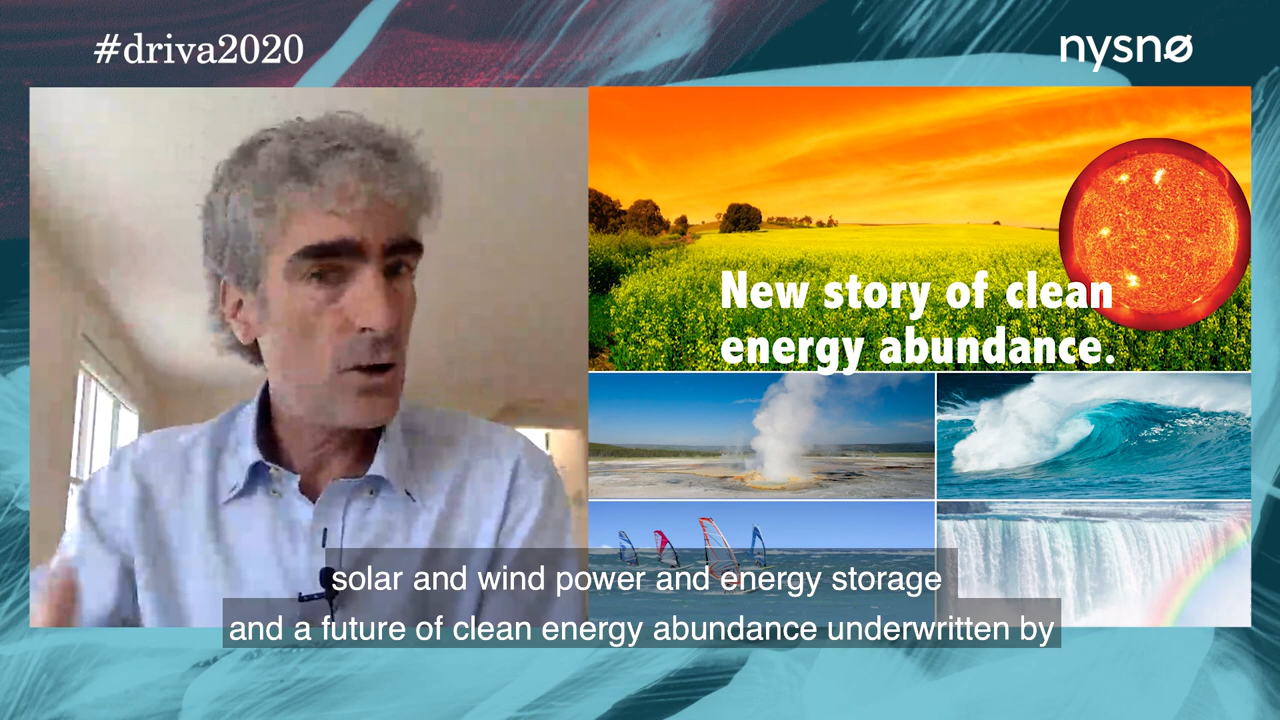 #driva2020
nysnø
New story of clean
energy abundance.
solar and wind power and energy storage
and a future of clean energy abundance underwritten by